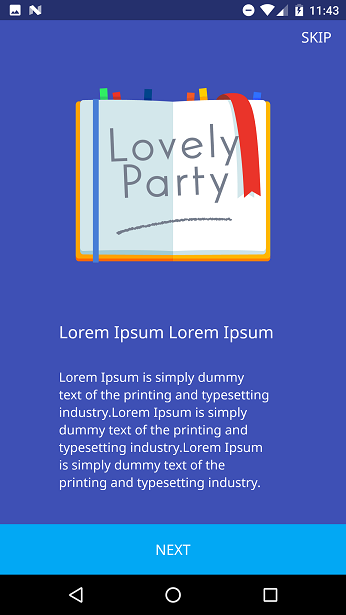 11:43
SKIP
Lovely
Party
Lorem Ipsum Lorem Ipsum
Lorem Ipsum is simply dummy
text of the printing and typesetting
industry.Lorem Ipsum is simply
dummy text of the printing and
typesetting industry.Lorem Ipsum
is simply dummy text of the
printing and typesetting industry.
NEXT